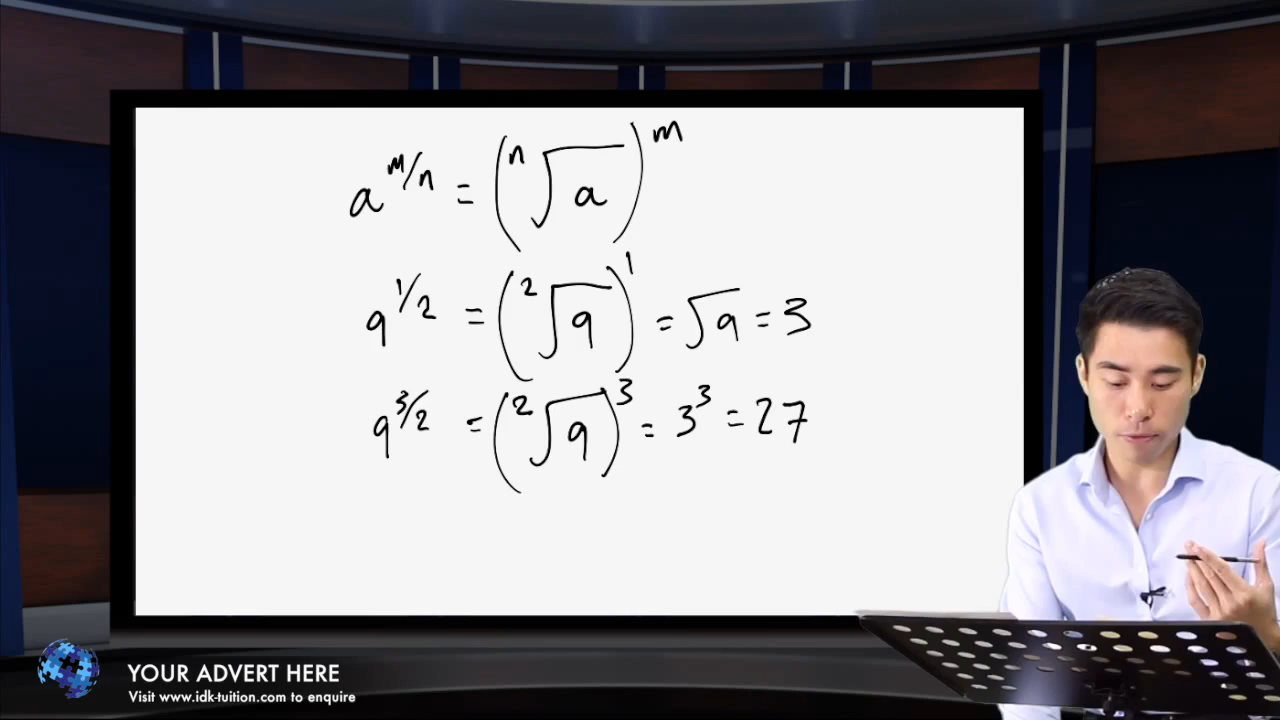 a^{m/n} = (ⁿ√a)^m
9^{1/2} = (²√9)^1 = √9 = 3
9^{3/2} = (²√9)^3 = 3^3 = 27
YOUR ADVERT HERE
Visit www.idk-tuition.com to enquire